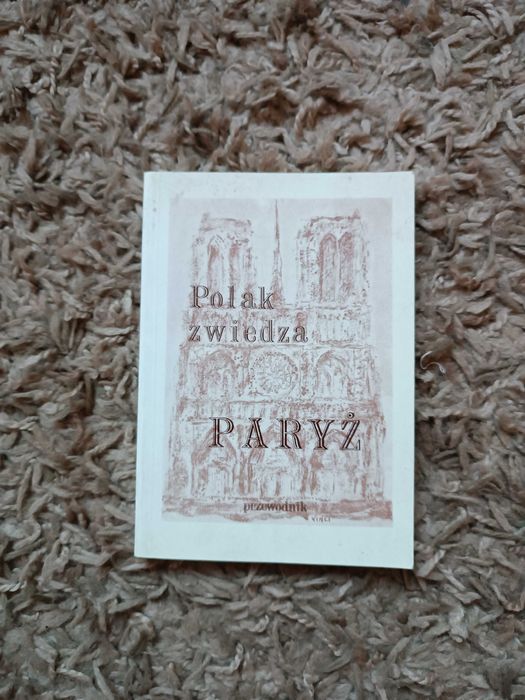 Polak
zwiedza
PARYŻ
przewodnik